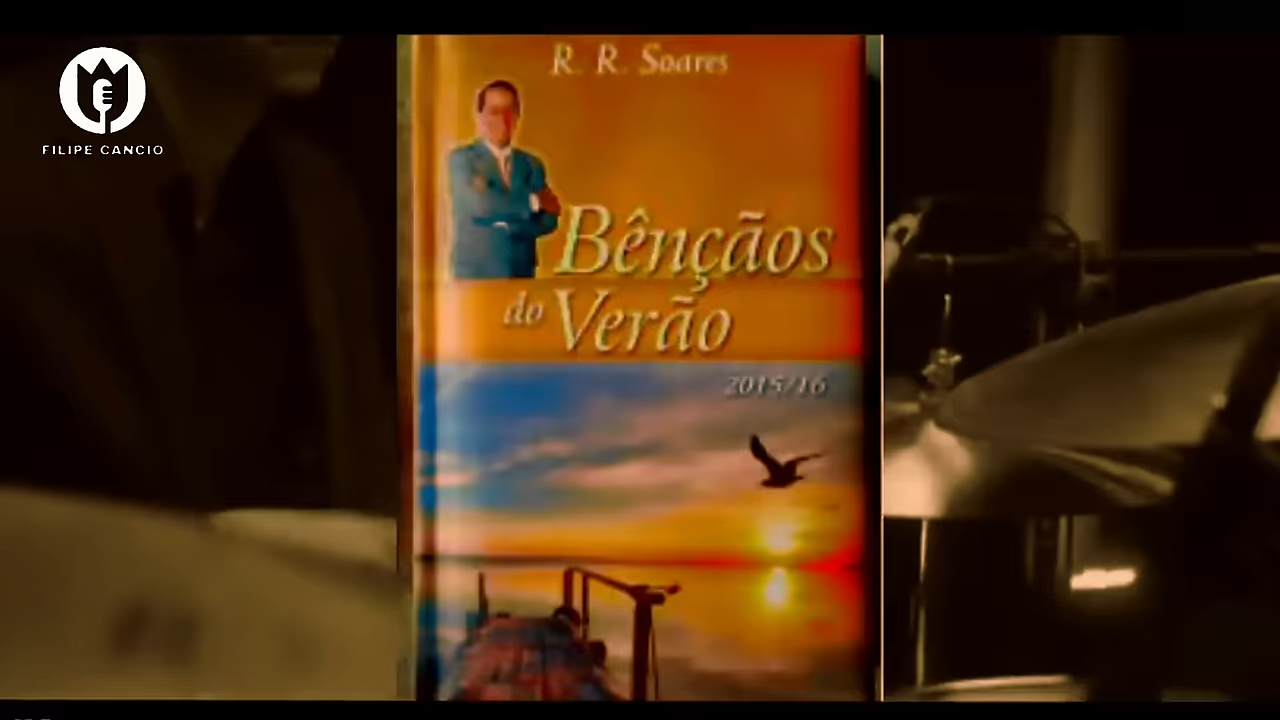 FILIPE CANCIO
R. R. Soares
Bênçãos
do Verão
2015/16